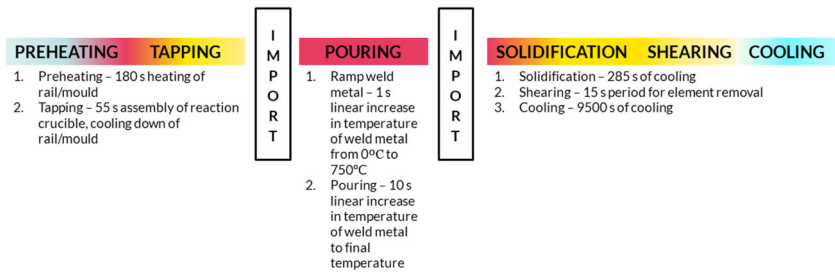 PREHEATING TAPPING
1. Preheating – 180 s heating of
rail/mould
2. Tapping – 55 s assembly of reaction
crucible, cooling down of
rail/mould
IMPORT
POURING
1. Ramp weld
metal – 1 s
linear increase
in temperature
of weld metal
from 0ºC to
750°C
2. Pouring – 10 s
linear increase
in temperature
of weld metal
to final
temperature
IMPORT
SOLIDIFICATION SHEARING COOLING
1. Solidification – 285 s of cooling
2. Shearing – 15 s period for element removal
3. Cooling – 9500 s of cooling